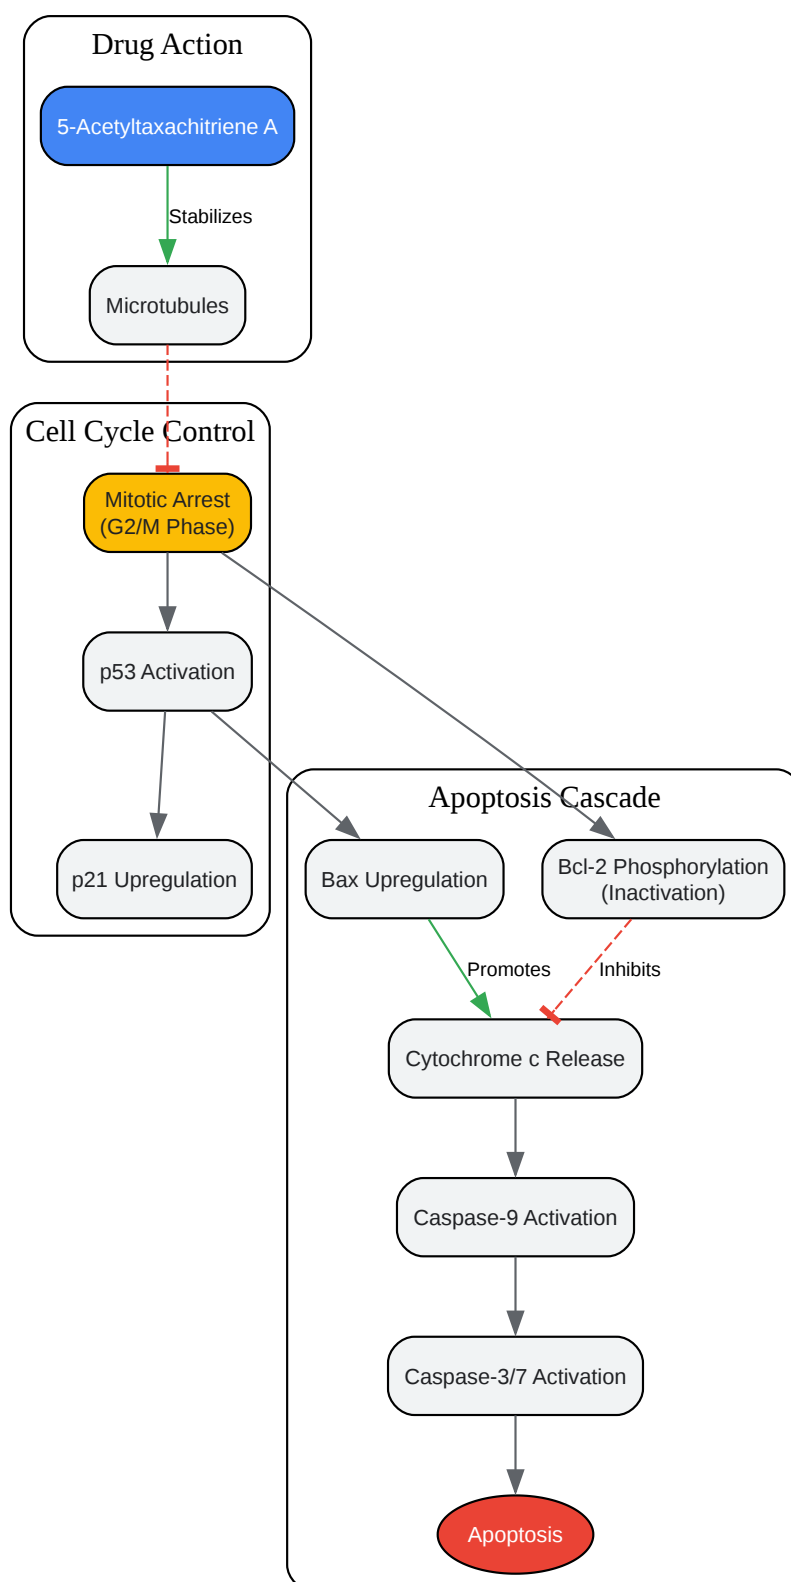 Drug Action
5-Acetyltaxachitriene A
Stabilizes
Microtubules
Cell Cycle Control
Mitotic Arrest
(G2/M Phase)
p53 Activation
p21 Upregulation
Apoptosis Cascade
Bax Upregulation
Bcl-2 Phosphorylation
(Inactivation)
Promotes
Inhibits
Cytochrome c Release
Caspase-9 Activation
Caspase-3/7 Activation
Apoptosis